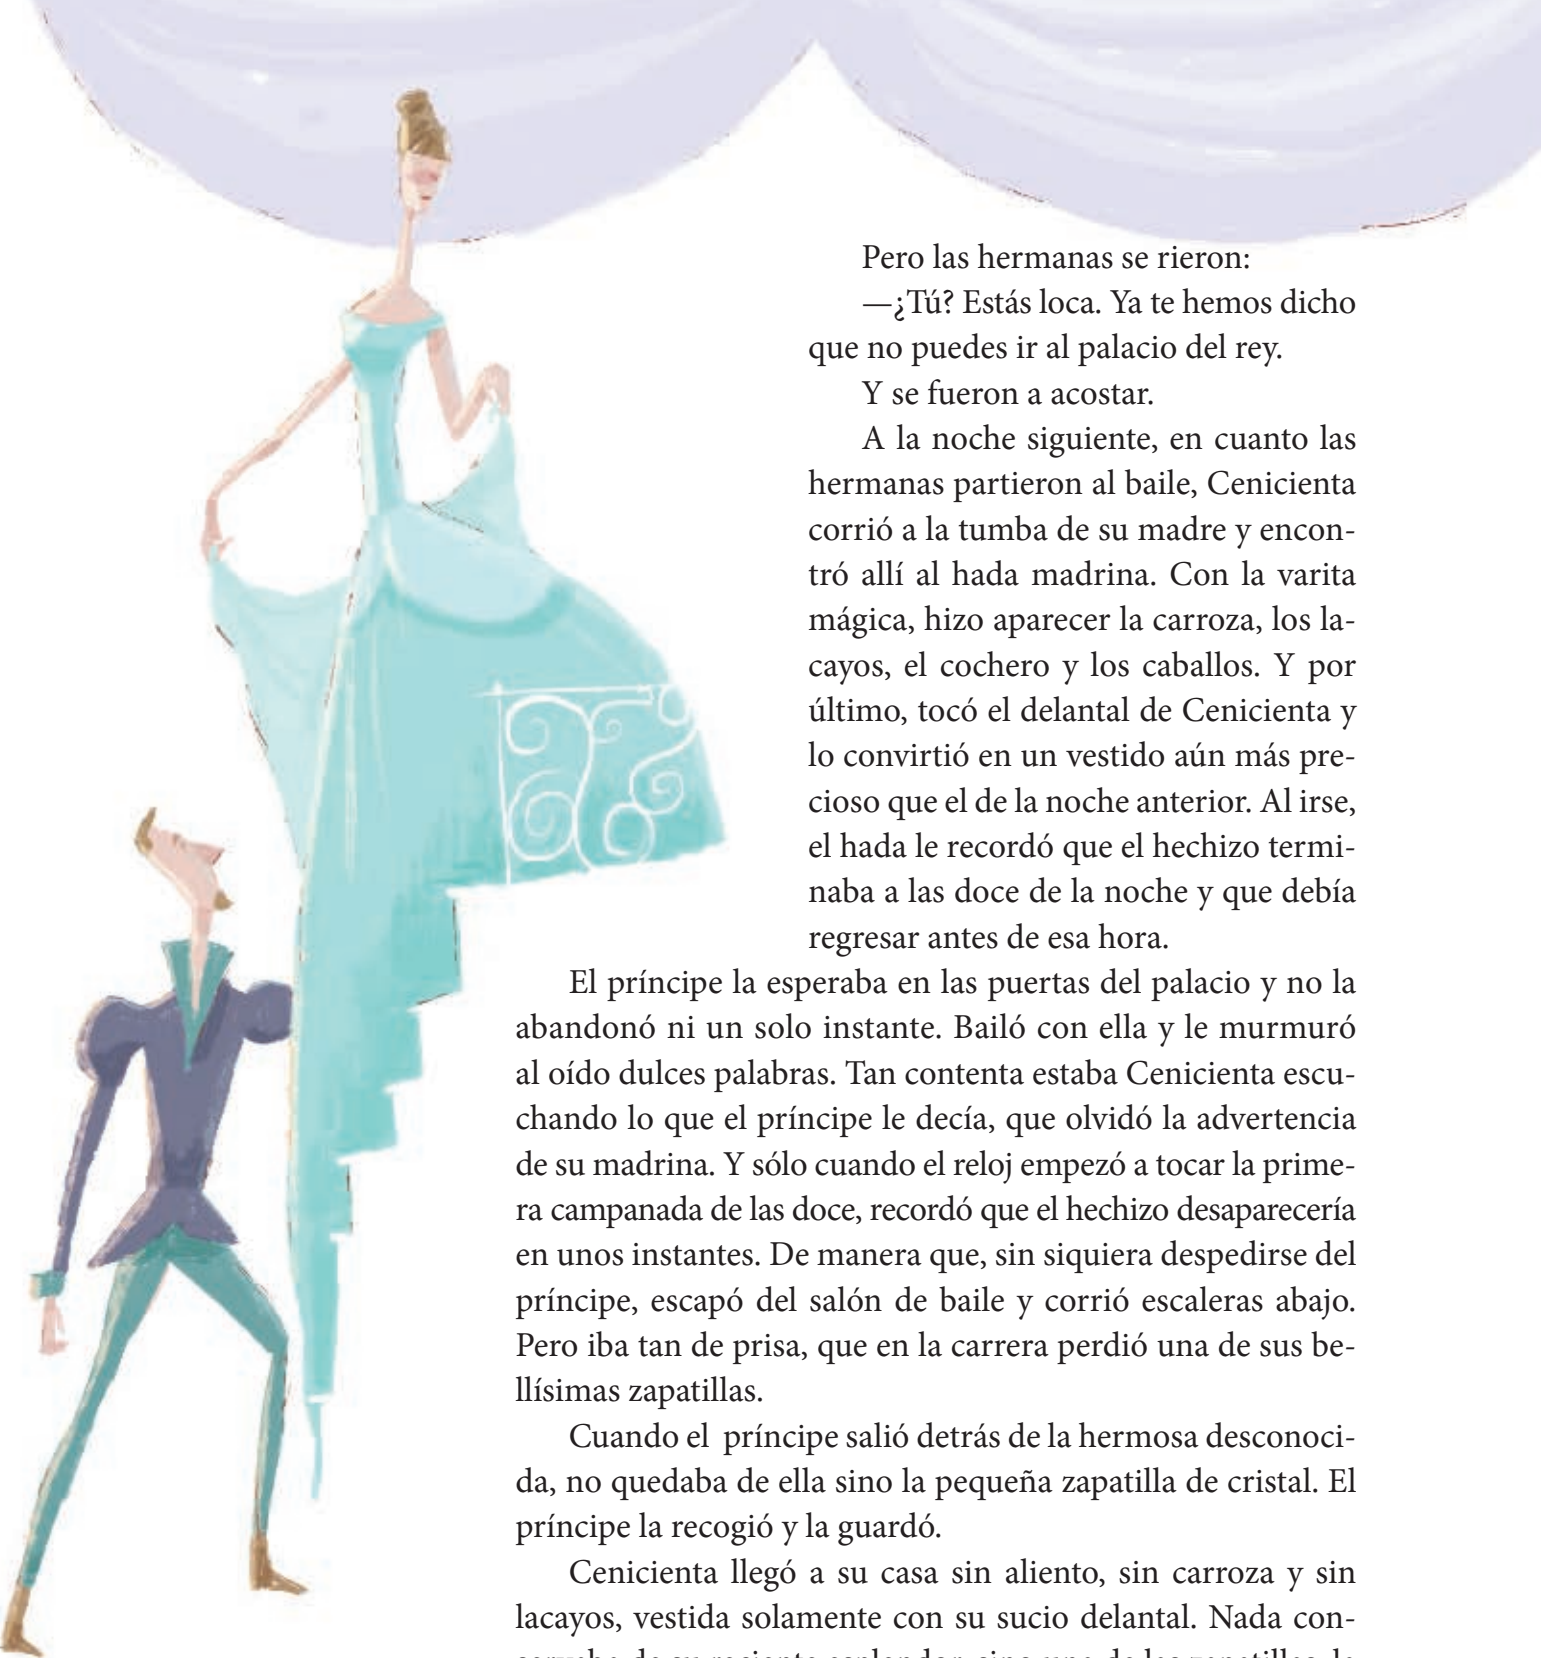 Pero las hermanas se rieron:
—¿Tú? Estás loca. Ya te hemos dicho
que no puedes ir al palacio del rey.
Y se fueron a acostar.
A la noche siguiente, en cuanto las
hermanas partieron al baile, Cenicienta
corrió a la tumba de su madre y encon-
tró allí al hada madrina. Con la varita
mágica, hizo aparecer la carroza, los la-
cayos, el cochero y los caballos. Y por
último, tocó el delantal de Cenicienta y
lo convirtió en un vestido aún más pre-
cioso que el de la noche anterior. Al irse,
el hada le recordó que el hechizo termi-
naba a las doce de la noche y que debía
regresar antes de esa hora.
El príncipe la esperaba en las puertas del palacio y no la
abandonó ni un solo instante. Bailó con ella y le murmuró
al oído dulces palabras. Tan contenta estaba Cenicienta escu-
chando lo que el príncipe le decía, que olvidó la advertencia
de su madrina. Y sólo cuando el reloj empezó a tocar la prime-
ra campanada de las doce, recordó que el hechizo desaparecería
en unos instantes. De manera que, sin siquiera despedirse del
príncipe, escapó del salón de baile y corrió escaleras abajo.
Pero iba tan de prisa, que en la carrera perdió una de sus be-
llísimas zapatillas.
Cuando el príncipe salió detrás de la hermosa desconoci-
da, no quedaba de ella sino la pequeña zapatilla de cristal. El
príncipe la recogió y la guardó.
Cenicienta llegó a su casa sin aliento, sin carroza y sin
lacayos, vestida solamente con su sucio delantal. Nada con-